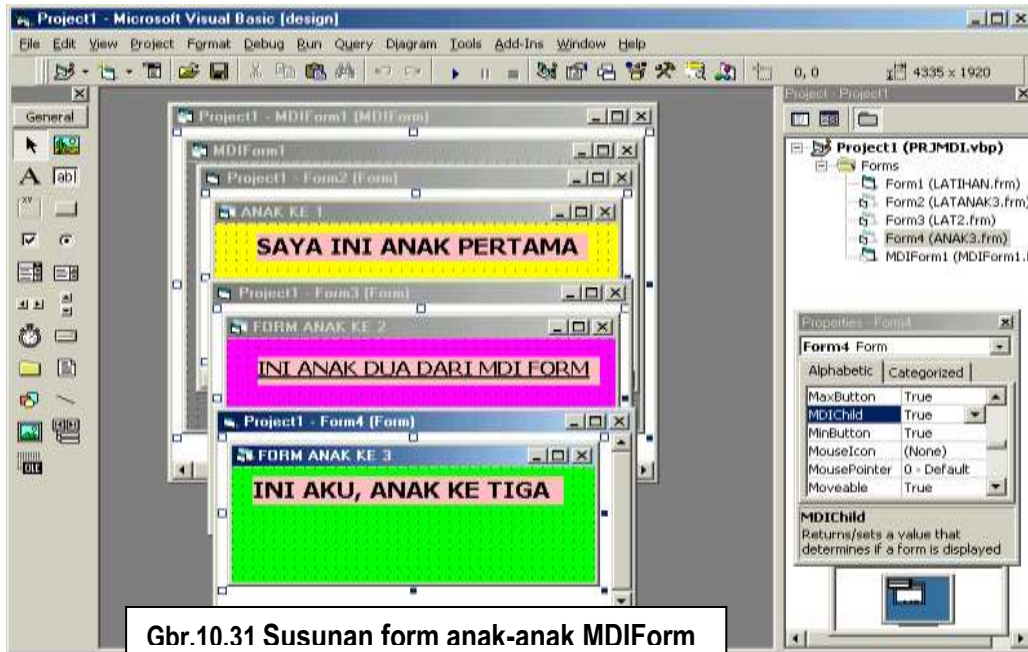 Project1 - Microsoft Visual Basic [design]
File Edit View Project Format Debug Run Query Diagram Tools Add-Ins Window Help
0, 0 4335 x 1920
General
A ab|
Project1 - MDIForm1 (MDIForm)
MDIForm1
Project1 - Form2 (Form)
ANAK KE 1
SAYA INI ANAK PERTAMA
Project1 - Form3 (Form)
FORM ANAK KE 2
INI ANAK DUA DARI MDI FORM
Project1 - Form4 (Form)
FORM ANAK KE 3
INI AKU, ANAK KE TIGA
Project - Project1
Project1 (PRJMDI.vbp)
Forms
Form1 (LATIHAN.frm)
Form2 (LATANAK3.frm)
Form3 (LAT2.frm)
Form4 (ANAK3.frm)
MDIForm1 (MDIForm1.
Properties - Form4
Form4 Form
Alphabetic Categorized
MaxButton True
MDIChild True
MinButton True
MouseIcon (None)
MousePointer 0 - Default
Moveable True
MDIChild
Returns/sets a value that
determines if a form is displayed
OLE
Gbr.10.31 Susunan form anak-anak MDIForm